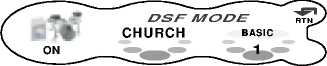 DSF MODE
RTN
CHURCH
BASIC
ON
1